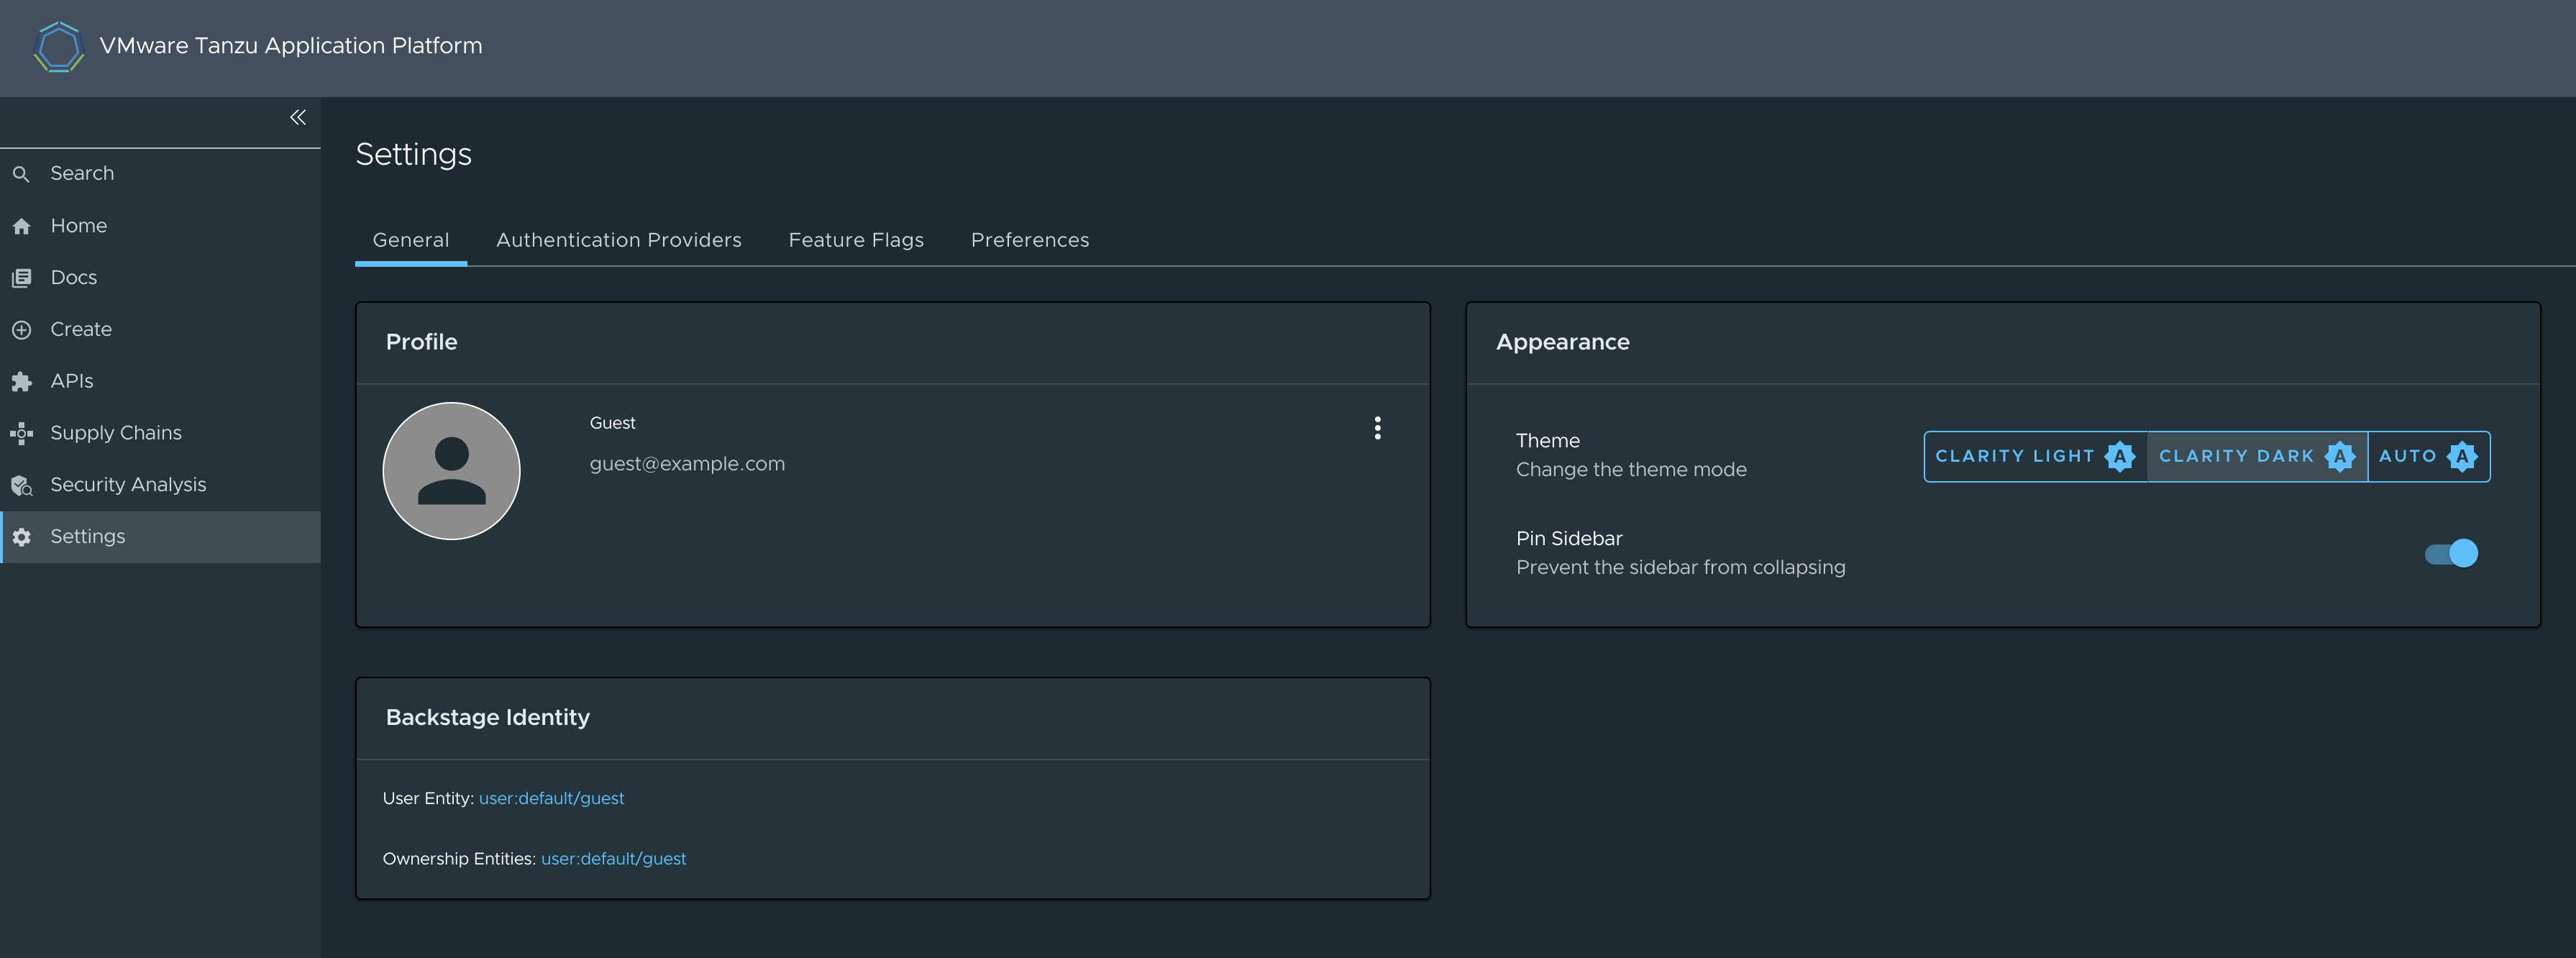 VMware Tanzu Application Platform
Search
Home
Docs
Create
APIs
Supply Chains
Security Analysis
Settings
Settings
General Authentication Providers Feature Flags Preferences
Profile
Guest
guest@example.com
Appearance
Theme
Change the theme mode
CLARITY LIGHT A CLARITY DARK A AUTO A
Pin Sidebar
Prevent the sidebar from collapsing
Backstage Identity
User Entity: user:default/guest
Ownership Entities: user:default/guest